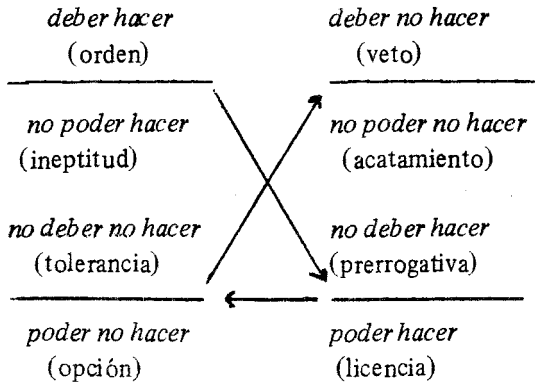 deber hacer
(orden)
deber no hacer
(veto)
no poder hacer
(ineptitud)
no poder no hacer
(acatamiento)
no deber no hacer
(tolerancia)
no deber hacer
(prerrogativa)
poder no hacer
(opción)
poder hacer
(licencia)